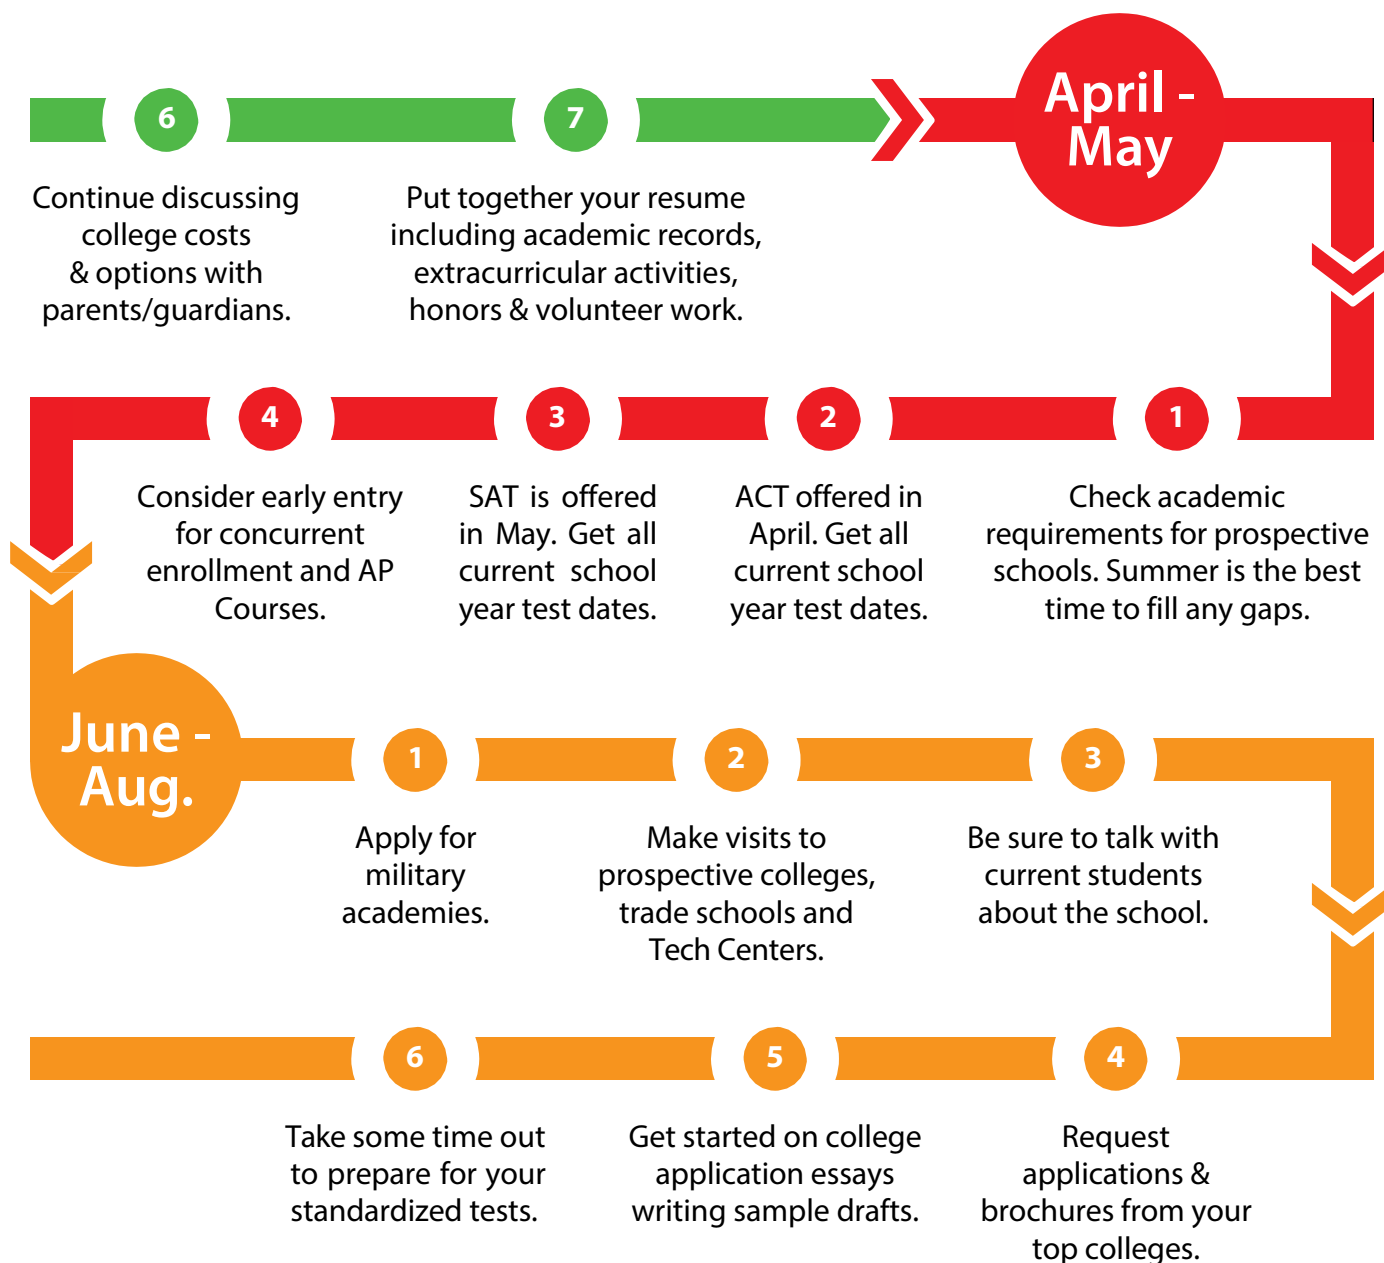 6
Continue discussing
college costs
& options with
parents/guardians.
7
Put together your resume
including academic records,
extracurricular activities,
honors & volunteer work.
April -
May
1
Check academic
requirements for prospective
schools. Summer is the best
time to fill any gaps.
2
ACT offered in
April. Get all
current school
year test dates.
3
SAT is offered
in May. Get all
current school
year test dates.
4
Consider early entry
for concurrent
enrollment and AP
Courses.
June -
Aug.
1
Apply for
military
academies.
2
Make visits to
prospective colleges,
trade schools and
Tech Centers.
3
Be sure to talk with
current students
about the school.
4
Request
applications &
brochures from your
top colleges.
5
Get started on college
application essays
writing sample drafts.
6
Take some time out
to prepare for your
standardized tests.